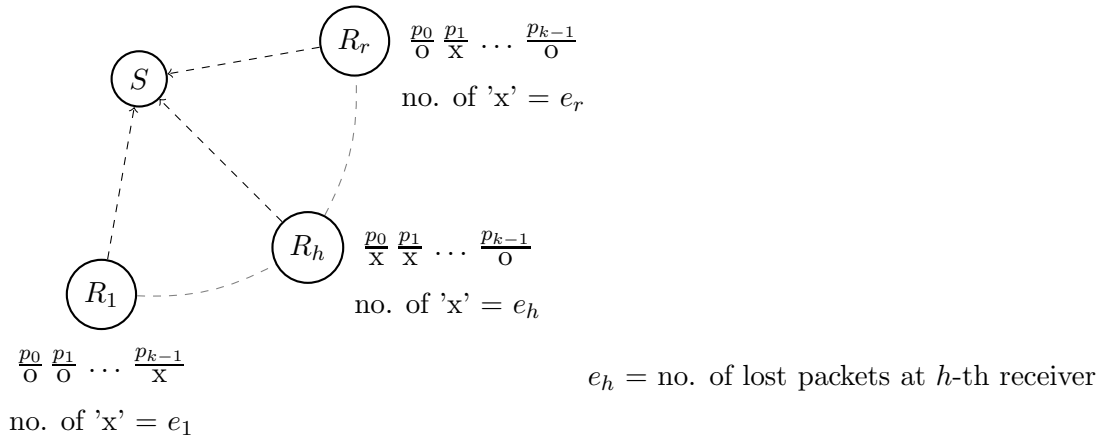 S
R_r
p_0/o p_1/x … p_{k−1}/o
no. of 'x' = e_r
R_h
p_0/x p_1/x … p_{k−1}/o
no. of 'x' = e_h
R_1
p_0/o p_1/o … p_{k−1}/x
no. of 'x' = e_1
e_h = no. of lost packets at h-th receiver